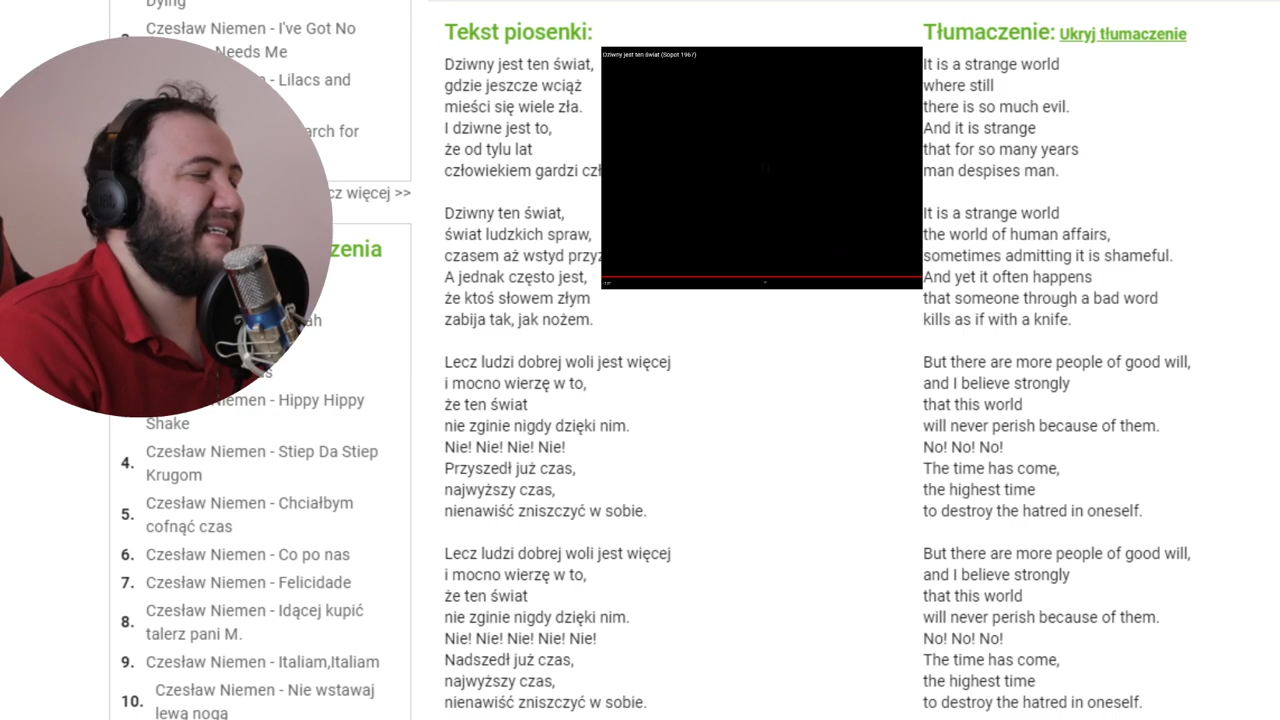 Dying
Czesław Niemen - I've Got No
Needs Me
- Lilacs and
arch for
cz więcej >>
zenia
ah
Niemen - Hippy Hippy
Shake
4. Czesław Niemen - Stiep Da Stiep
Krugom
5. Czesław Niemen - Chciałbym
cofnąć czas
6. Czesław Niemen - Co po nas
7. Czesław Niemen - Felicidade
8. Czesław Niemen - Idącej kupić
talerz pani M.
9. Czesław Niemen - Italiam,Italiam
10. Czesław Niemen - Nie wstawaj
lewą nogą
Tekst piosenki:
Dziwny jest ten świat,
gdzie jeszcze wciąż
mieści się wiele zła.
I dziwne jest to,
że od tylu lat
człowiekiem gardzi czł
Dziwny ten świat,
świat ludzkich spraw,
czasem aż wstyd przyz
A jednak często jest,
że ktoś słowem złym
zabija tak, jak nożem.
Lecz ludzi dobrej woli jest więcej
i mocno wierzę w to,
że ten świat
nie zginie nigdy dzięki nim.
Nie! Nie! Nie! Nie!
Przyszedł już czas,
najwyższy czas,
nienawiść zniszczyć w sobie.
Lecz ludzi dobrej woli jest więcej
i mocno wierzę w to,
że ten świat
nie zginie nigdy dzięki nim.
Nie! Nie! Nie! Nie! Nie!
Nadszedł już czas,
najwyższy czas,
nienawiść zniszczyć w sobie.
Dziwny jest ten świat (Sopot 1967)
Tłumaczenie: Ukryj tłumaczenie
It is a strange world
where still
there is so much evil.
And it is strange
that for so many years
man despises man.
It is a strange world
the world of human affairs,
sometimes admitting it is shameful.
And yet it often happens
that someone through a bad word
kills as if with a knife.
But there are more people of good will,
and I believe strongly
that this world
will never perish because of them.
No! No! No!
The time has come,
the highest time
to destroy the hatred in oneself.
But there are more people of good will,
and I believe strongly
that this world
will never perish because of them.
No! No! No!
The time has come,
the highest time
to destroy the hatred in oneself.